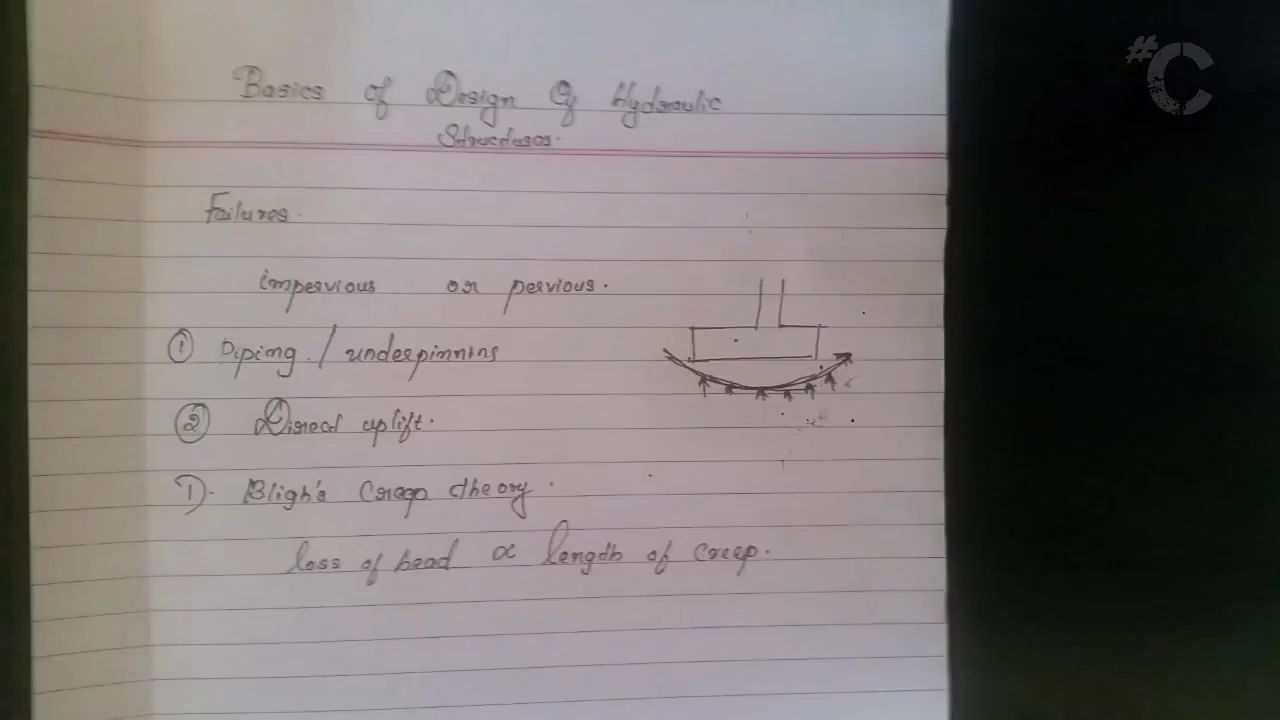 Basics of Design Of Hydraulic
Structures.
Failures.
impervious or pervious.
① Piping / underpinning
② Direct uplift.
1). Bligh's Creep theory.
loss of head ∝ length of creep.
#C